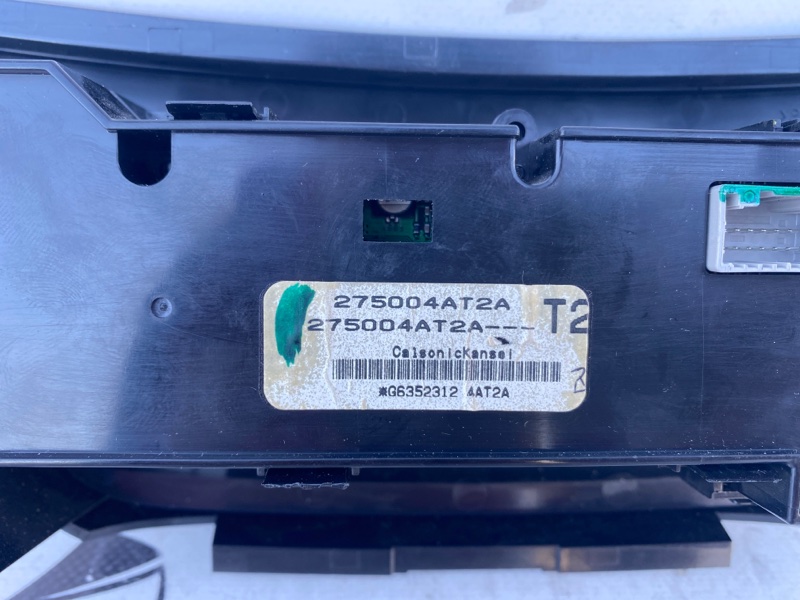 275004AT2A
275004AT2A--- T2
CalsonicKansei
*G6352312 4AT2A